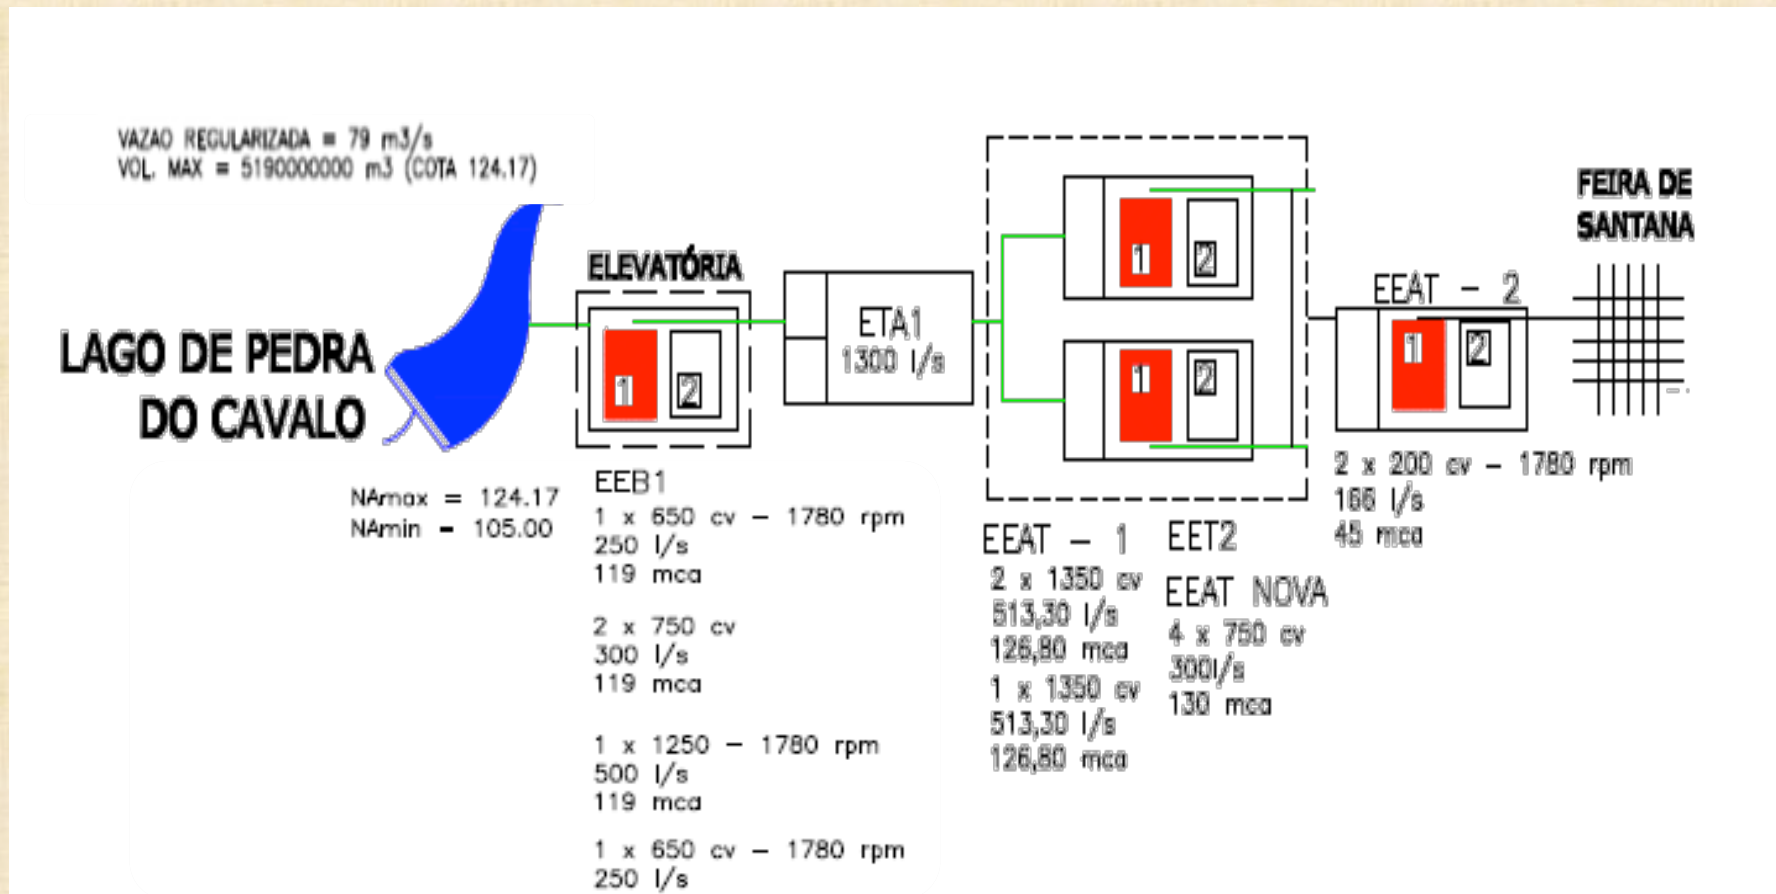 VAZAO REGULARIZADA = 79 m3/s
VOL. MAX = 5190000000 m3 (COTA 124.17)
LAGO DE PEDRA
DO CAVALO
NAmax = 124.17
NAmin = 105.00
ELEVATÓRIA
1 2
EEB1
1 x 650 cv - 1780 rpm
250 l/s
119 mca
2 x 750 cv
300 l/s
119 mca
1 x 1250 - 1780 rpm
500 l/s
119 mca
1 x 650 cv - 1780 rpm
250 l/s
ETA1
1300 l/s
1 2
1 2
EEAT - 1
2 x 1350 cv
513,30 l/s
126,80 mca
1 x 1350 cv
513,30 l/s
126,80 mca
EET2
EEAT NOVA
4 x 750 cv
300l/s
130 mca
EEAT - 2
1 2
2 x 200 cv - 1780 rpm
166 l/s
45 mca
FEIRA DE
SANTANA